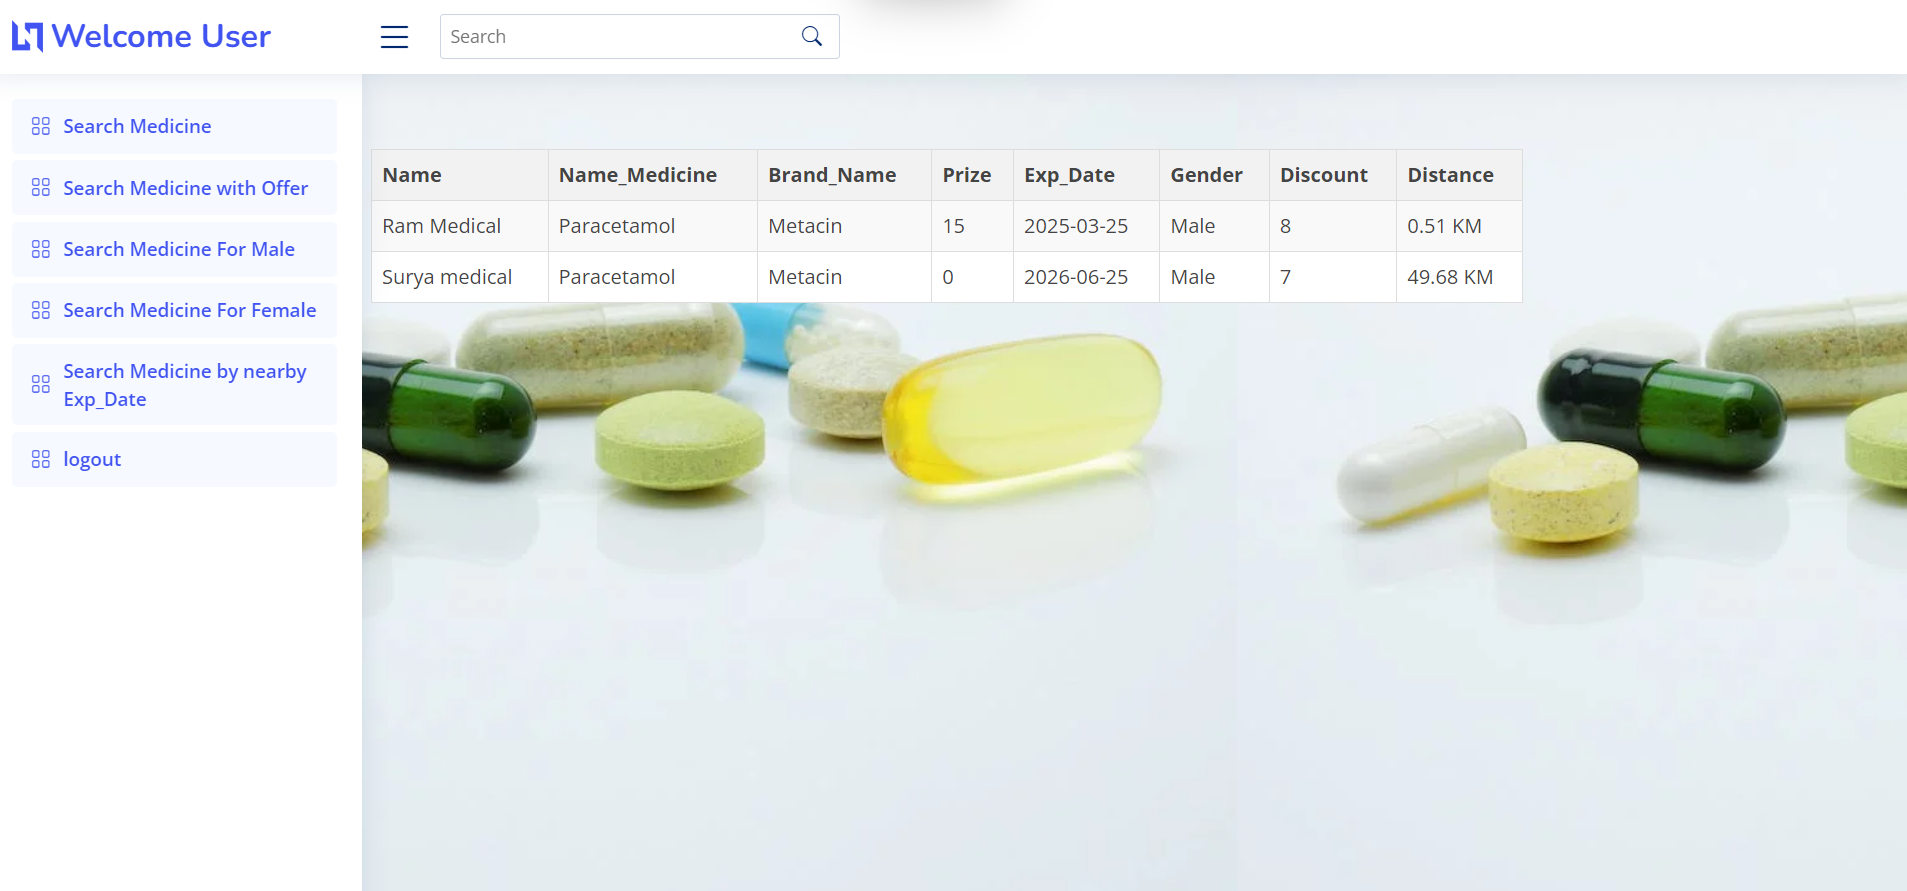 Welcome User
Search
Search Medicine
Search Medicine with Offer
Search Medicine For Male
Search Medicine For Female
Search Medicine by nearby
Exp_Date
logout
Name Name_Medicine Brand_Name Prize Exp_Date Gender Discount Distance
Ram Medical Paracetamol Metacin 15 2025-03-25 Male 8 0.51 KM
Surya medical Paracetamol Metacin 0 2026-06-25 Male 7 49.68 KM